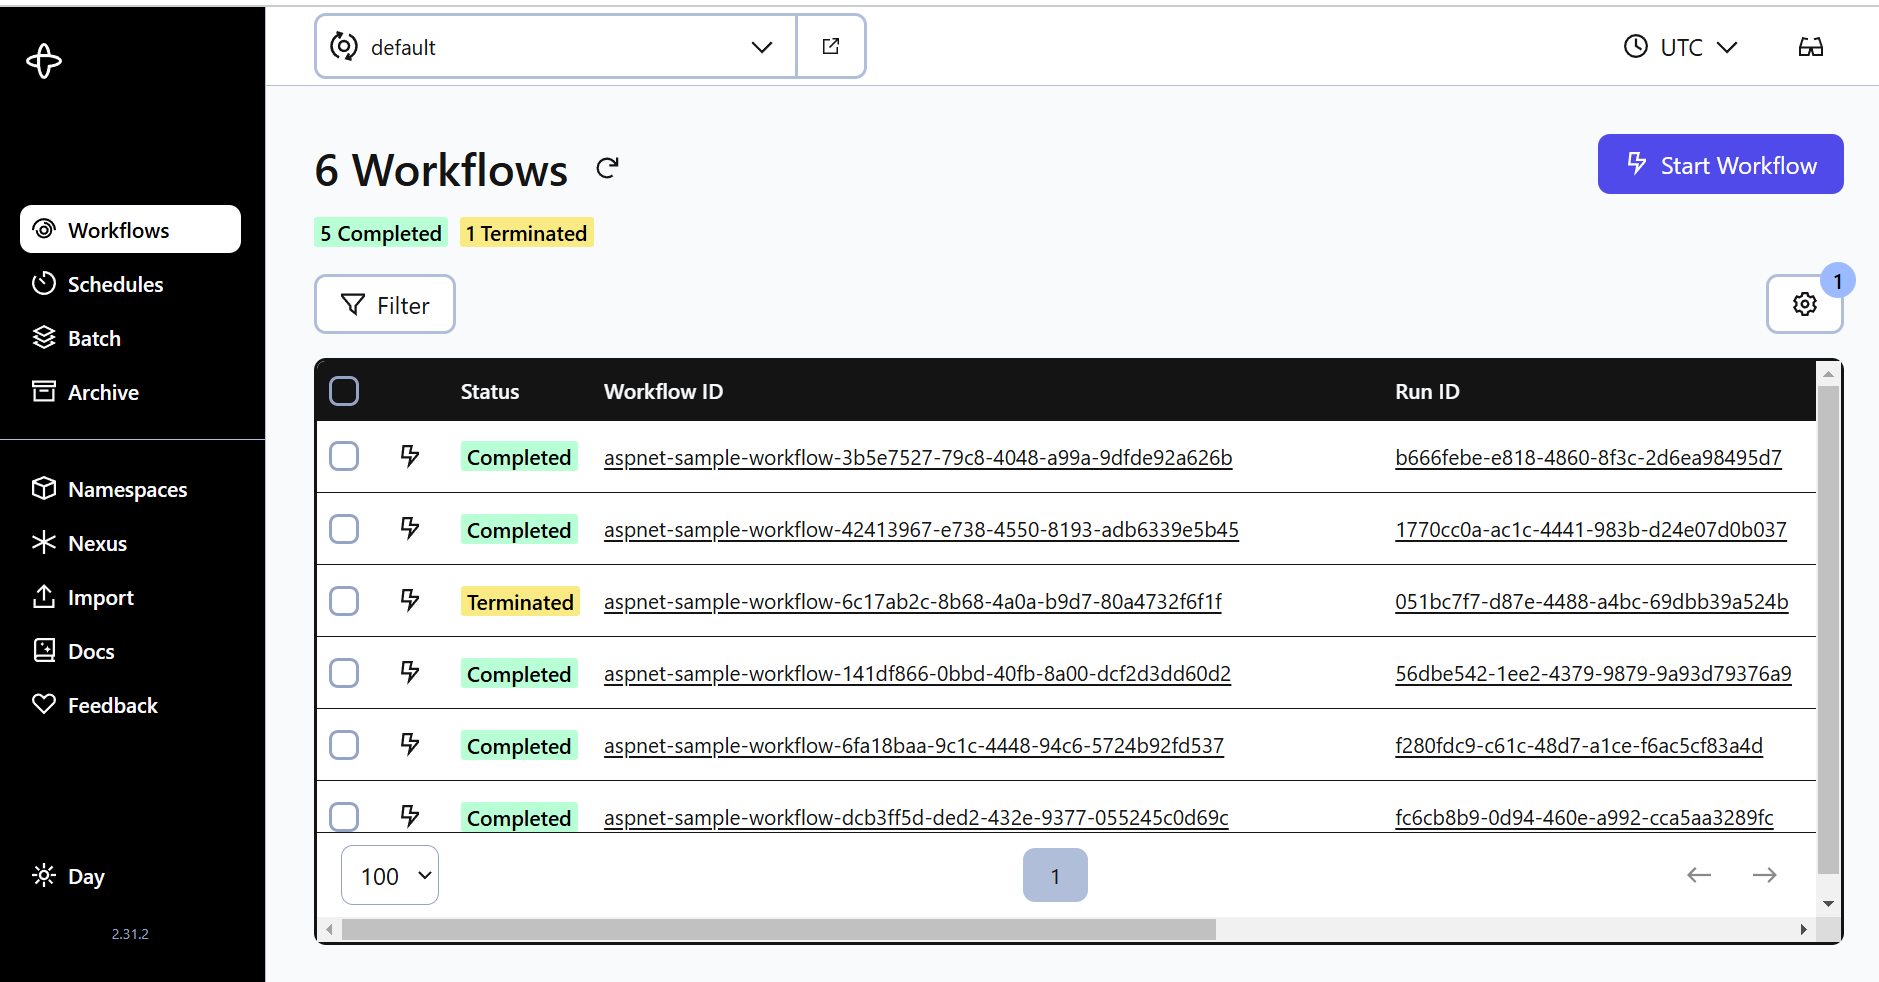 default
UTC
6 Workflows
Start Workflow
5 Completed 1 Terminated
Filter
1
Workflows
Schedules
Batch
Archive
Namespaces
Nexus
Import
Docs
Feedback
Day
2.31.2
Status Workflow ID Run ID
Completed aspnet-sample-workflow-3b5e7527-79c8-4048-a99a-9dfde92a626b b666febe-e818-4860-8f3c-2d6ea98495d7
Completed aspnet-sample-workflow-42413967-e738-4550-8193-adb6339e5b45 1770cc0a-ac1c-4441-983b-d24e07d0b037
Terminated aspnet-sample-workflow-6c17ab2c-8b68-4a0a-b9d7-80a4732f6f1f 051bc7f7-d87e-4488-a4bc-69dbb39a524b
Completed aspnet-sample-workflow-141df866-0bbd-40fb-8a00-dcf2d3dd60d2 56dbe542-1ee2-4379-9879-9a93d79376a9
Completed aspnet-sample-workflow-6fa18baa-9c1c-4448-94c6-5724b92fd537 f280fdc9-c61c-48d7-a1ce-f6ac5cf83a4d
Completed aspnet-sample-workflow-dcb3ff5d-ded2-432e-9377-055245c0d69c fc6cb8b9-0d94-460e-a992-cca5aa3289fc
100 1